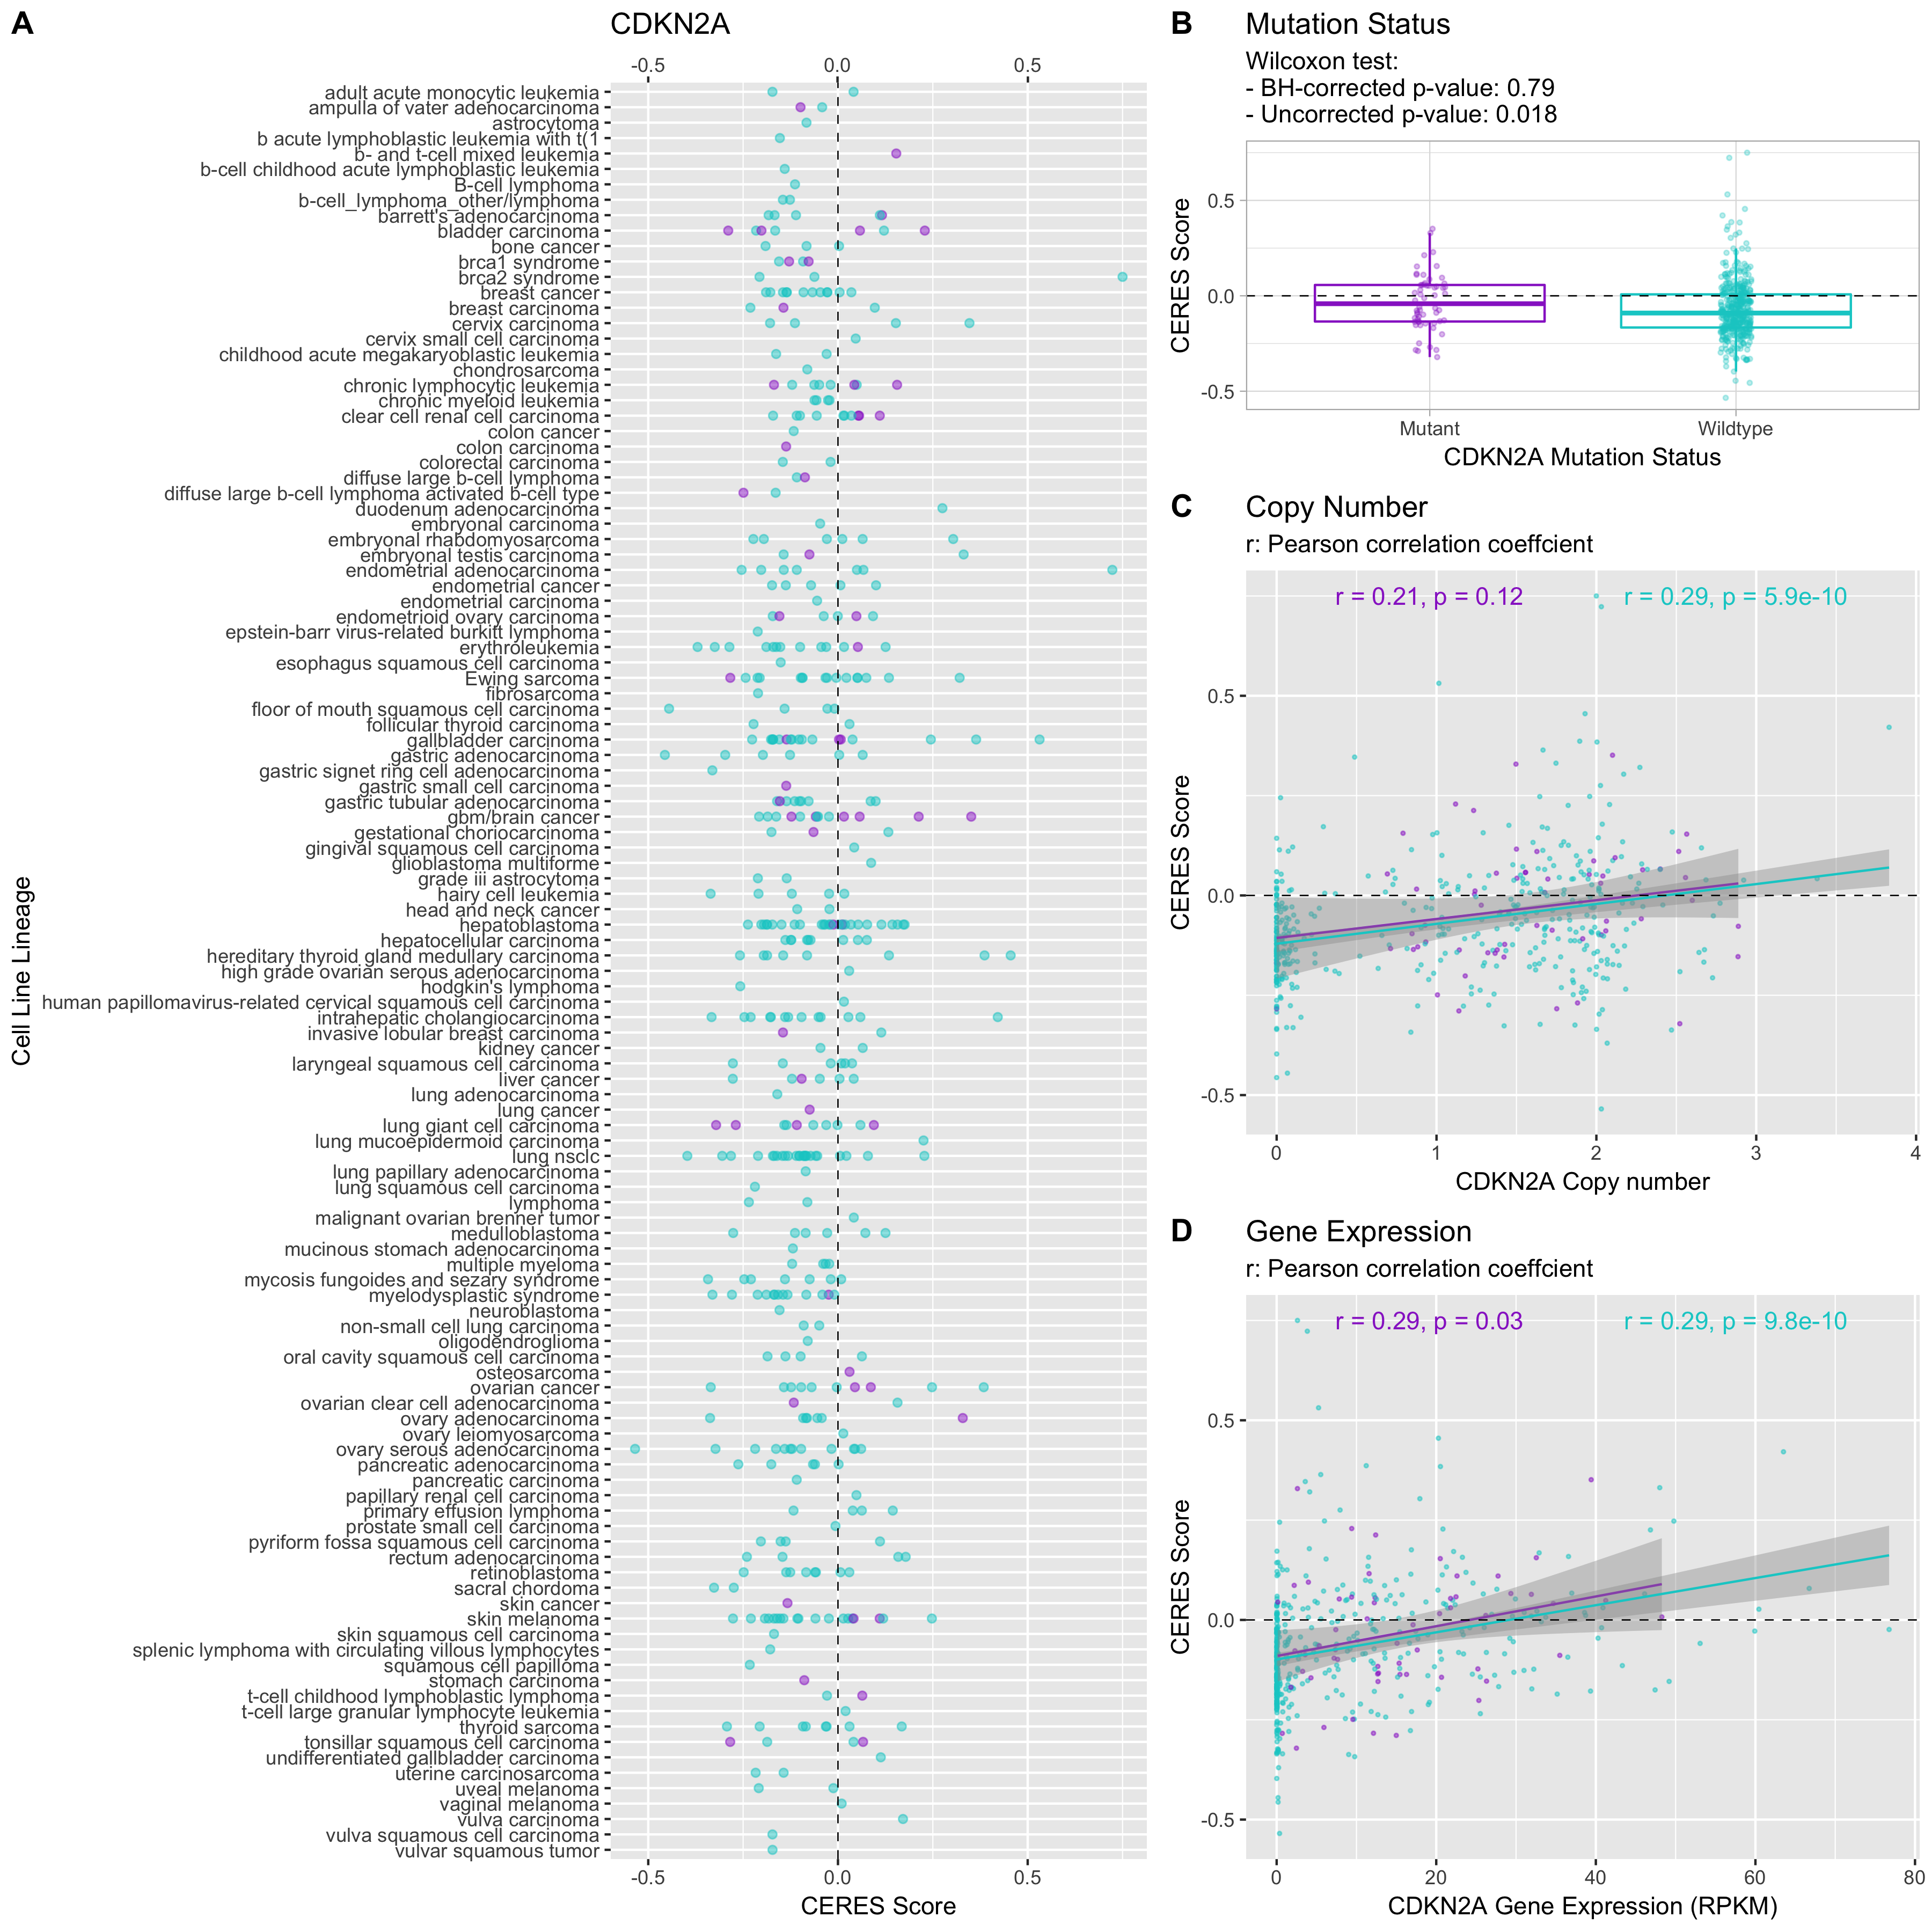 A
CDKN2A
-0.5 0.0 0.5
adult acute monocytic leukemia
ampulla of vater adenocarcinoma
astrocytoma
b acute lymphoblastic leukemia with t(1
b- and t-cell mixed leukemia
b-cell childhood acute lymphoblastic leukemia
B-cell lymphoma
b-cell_lymphoma_other/lymphoma
barrett's adenocarcinoma
bladder carcinoma
bone cancer
brca1 syndrome
brca2 syndrome
breast cancer
breast carcinoma
cervix carcinoma
cervix small cell carcinoma
childhood acute megakaryoblastic leukemia
chondrosarcoma
chronic lymphocytic leukemia
chronic myeloid leukemia
clear cell renal cell carcinoma
colon cancer
colon carcinoma
colorectal carcinoma
diffuse large b-cell lymphoma
diffuse large b-cell lymphoma activated b-cell type
duodenum adenocarcinoma
embryonal carcinoma
embryonal rhabdomyosarcoma
embryonal testis carcinoma
endometrial adenocarcinoma
endometrial cancer
endometrial carcinoma
endometrioid ovary carcinoma
epstein-barr virus-related burkitt lymphoma
erythroleukemia
esophagus squamous cell carcinoma
Ewing sarcoma
fibrosarcoma
floor of mouth squamous cell carcinoma
follicular thyroid carcinoma
gallbladder carcinoma
gastric adenocarcinoma
gastric signet ring cell adenocarcinoma
gastric small cell carcinoma
gastric tubular adenocarcinoma
gbm/brain cancer
gestational choriocarcinoma
gingival squamous cell carcinoma
glioblastoma multiforme
grade iii astrocytoma
hairy cell leukemia
head and neck cancer
hepatoblastoma
hepatocellular carcinoma
hereditary thyroid gland medullary carcinoma
high grade ovarian serous adenocarcinoma
hodgkin's lymphoma
human papillomavirus-related cervical squamous cell carcinoma
intrahepatic cholangiocarcinoma
invasive lobular breast carcinoma
kidney cancer
laryngeal squamous cell carcinoma
liver cancer
lung adenocarcinoma
lung cancer
lung giant cell carcinoma
lung mucoepidermoid carcinoma
lung nsclc
lung papillary adenocarcinoma
lung squamous cell carcinoma
lymphoma
malignant ovarian brenner tumor
medulloblastoma
mucinous stomach adenocarcinoma
multiple myeloma
mycosis fungoides and sezary syndrome
myelodysplastic syndrome
neuroblastoma
non-small cell lung carcinoma
oligodendroglioma
oral cavity squamous cell carcinoma
osteosarcoma
ovarian cancer
ovarian clear cell adenocarcinoma
ovary adenocarcinoma
ovary leiomyosarcoma
ovary serous adenocarcinoma
pancreatic adenocarcinoma
pancreatic carcinoma
papillary renal cell carcinoma
primary effusion lymphoma
prostate small cell carcinoma
pyriform fossa squamous cell carcinoma
rectum adenocarcinoma
retinoblastoma
sacral chordoma
skin cancer
skin melanoma
skin squamous cell carcinoma
splenic lymphoma with circulating villous lymphocytes
squamous cell papilloma
stomach carcinoma
t-cell childhood lymphoblastic lymphoma
t-cell large granular lymphocyte leukemia
thyroid sarcoma
tonsillar squamous cell carcinoma
undifferentiated gallbladder carcinoma
uterine carcinosarcoma
uveal melanoma
vaginal melanoma
vulva carcinoma
vulva squamous cell carcinoma
vulvar squamous tumor
-0.5 0.0 0.5
CERES Score
Cell Line Lineage
B
Mutation Status
Wilcoxon test:
- BH-corrected p-value: 0.79
- Uncorrected p-value: 0.018
0.5
0.0
-0.5
CERES Score
Mutant Wildtype
CDKN2A Mutation Status
C
Copy Number
r: Pearson correlation coeffcient
r = 0.21, p = 0.12 r = 0.29, p = 5.9e-10
0.5
0.0
-0.5
CERES Score
0 1 2 3 4
CDKN2A Copy number
D
Gene Expression
r: Pearson correlation coeffcient
r = 0.29, p = 0.03 r = 0.29, p = 9.8e-10
0.5
0.0
-0.5
CERES Score
0 20 40 60 80
CDKN2A Gene Expression (RPKM)